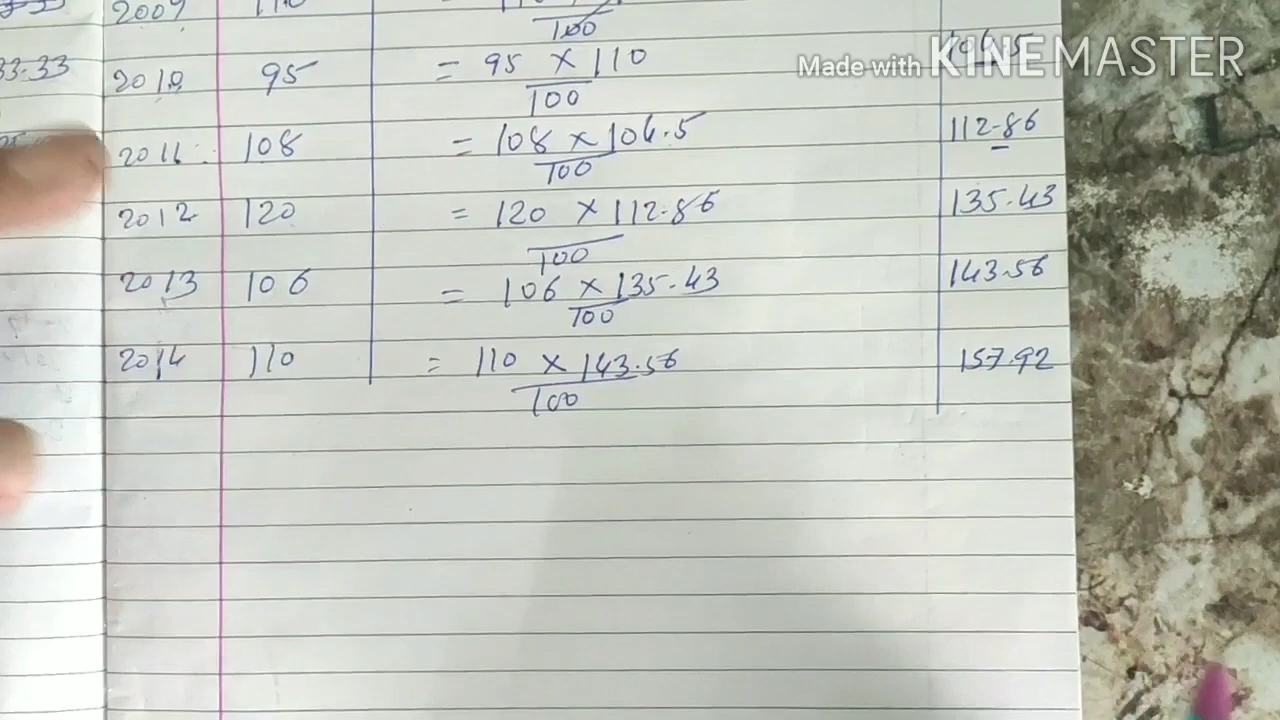 2009
100
33.33 2010 95 = 95 X 110
100
Made with KINEMASTER
2011 108 = 108 X 104.5 112.86
100
2012 120 = 120 X 112.86 135.43
100
2013 106 = 106 X 135.43 143.56
100
2014 110 = 110 X 143.56 157.92
100